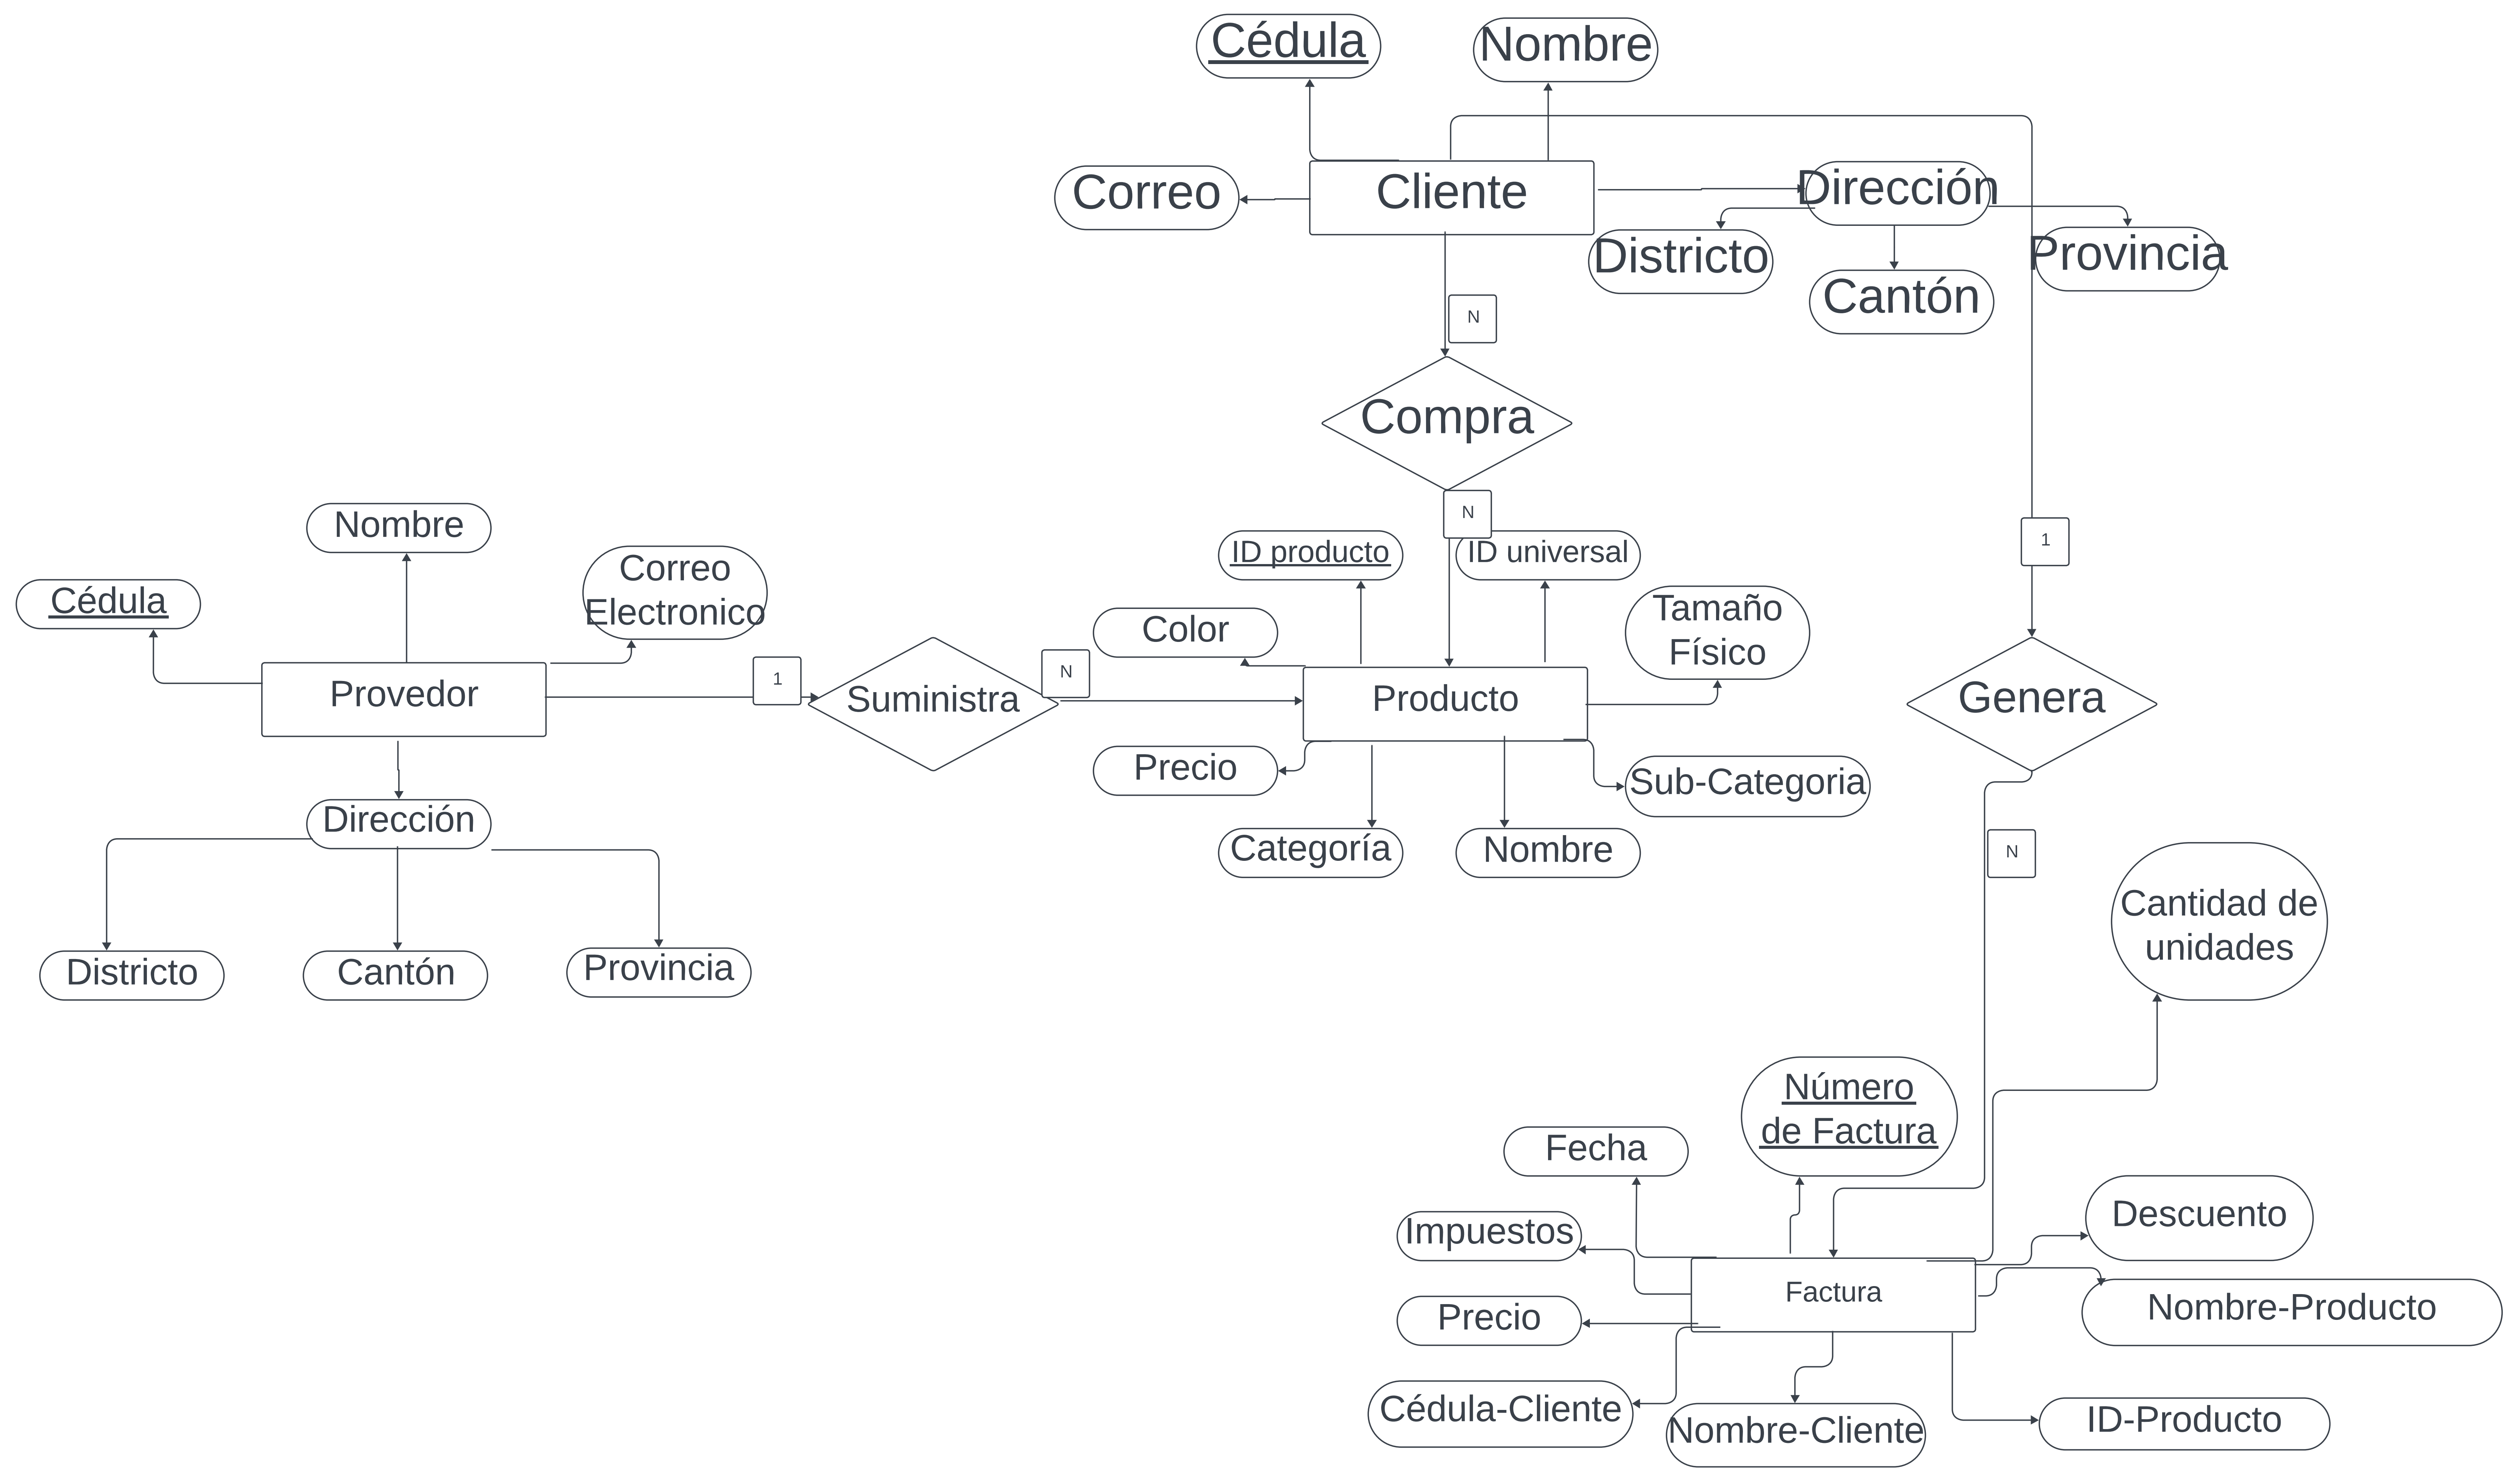 Cédula
Nombre
Correo
Cliente
Dirección
Districto
Provincia
Cantón
N
Compra
N
1
Nombre
Cédula
Correo
Electronico
ID producto
ID universal
Color
Tamaño
Físico
Provedor
1
Suministra
N
Producto
Genera
Precio
Sub-Categoria
Dirección
Categoría
Nombre
N
Districto
Cantón
Provincia
Cantidad de
unidades
Número
de Factura
Fecha
Impuestos
Descuento
Factura
Precio
Nombre-Producto
Cédula-Cliente
Nombre-Cliente
ID-Producto